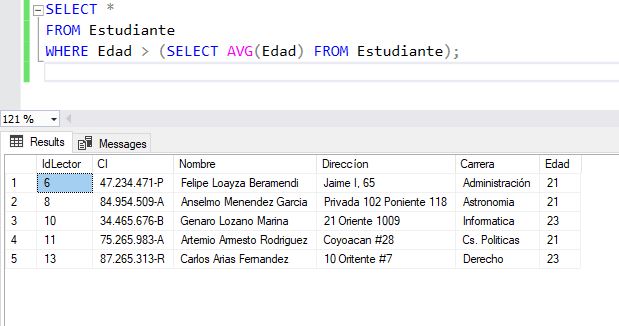 SELECT *
FROM Estudiante
WHERE Edad > (SELECT AVG(Edad) FROM Estudiante);
121 %
Results Messages
IdLector CI Nombre Direccíon Carrera Edad
1 6 47.234.471-P Felipe Loayza Beramendi Jaime I, 65 Administración 21
2 8 84.954.509-A Anselmo Menendez Garcia Privada 102 Poniente 118 Astronomia 21
3 10 34.465.676-B Genaro Lozano Marina 21 Oriente 1009 Informatica 23
4 11 75.265.983-A Artemio Armesto Rodriguez Coyoacan #28 Cs. Politicas 21
5 13 87.265.313-R Carlos Arias Fernandez 10 Oritente #7 Derecho 23